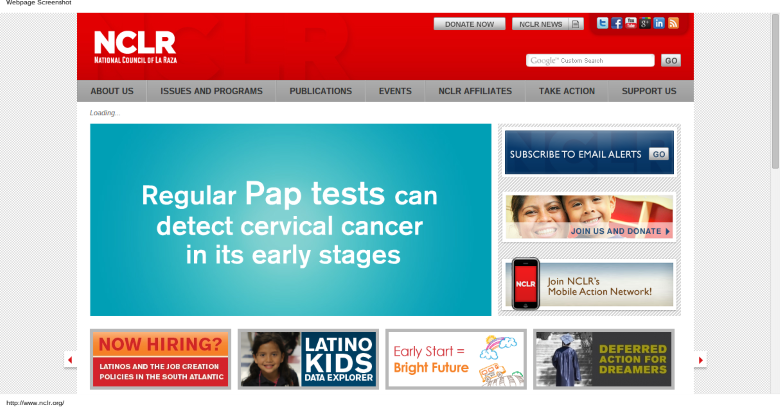 Webpage Screenshot
DONATE NOW
NCLR NEWS
NCLR
NATIONAL COUNCIL OF LA RAZA
Google™ Custom Search
GO
ABOUT US
ISSUES AND PROGRAMS
PUBLICATIONS
EVENTS
NCLR AFFILIATES
TAKE ACTION
SUPPORT US
Loading...
Regular Pap tests can
detect cervical cancer
in its early stages
SUBSCRIBE TO EMAIL ALERTS GO
JOIN US AND DONATE
NCLR
Join NCLR's
Mobile Action Network!
NOW HIRING?
LATINOS AND THE JOB CREATION
POLICIES IN THE SOUTH ATLANTIC
LATINO
KIDS
DATA EXPLORER
Early Start =
Bright Future
DEFERRED
ACTION FOR
DREAMERS
http://www.nclr.org/